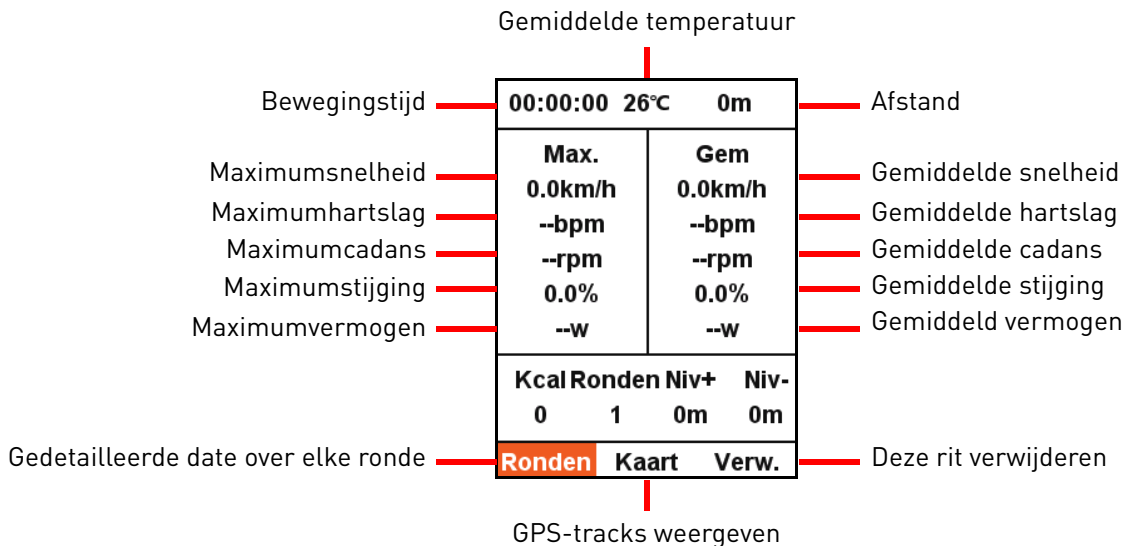 Gemiddelde temperatuur
Bewegingstijd 00:00:00 26℃ 0m Afstand
Max. Gem
Maximumsnelheid 0.0km/h 0.0km/h Gemiddelde snelheid
Maximumhartslag --bpm --bpm Gemiddelde hartslag
Maximumcadans --rpm --rpm Gemiddelde cadans
Maximumstijging 0.0% 0.0% Gemiddelde stijging
Maximumvermogen --w --w Gemiddeld vermogen
Kcal Ronden Niv+ Niv-
0 1 0m 0m
Gedetailleerde date over elke ronde Ronden Kaart Verw. Deze rit verwijderen
GPS-tracks weergeven